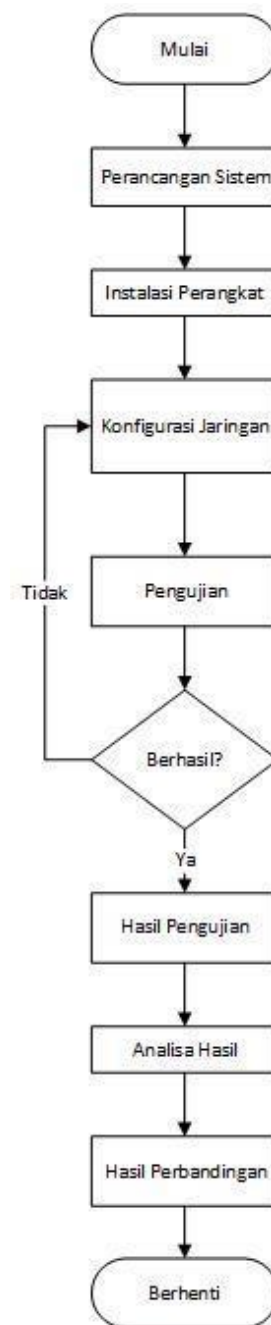 Mulai
Perancangan Sistem
Instalasi Perangkat
Konfigurasi Jaringan
Pengujian
Tidak
Berhasil?
Ya
Hasil Pengujian
Analisa Hasil
Hasil Perbandingan
Berhenti